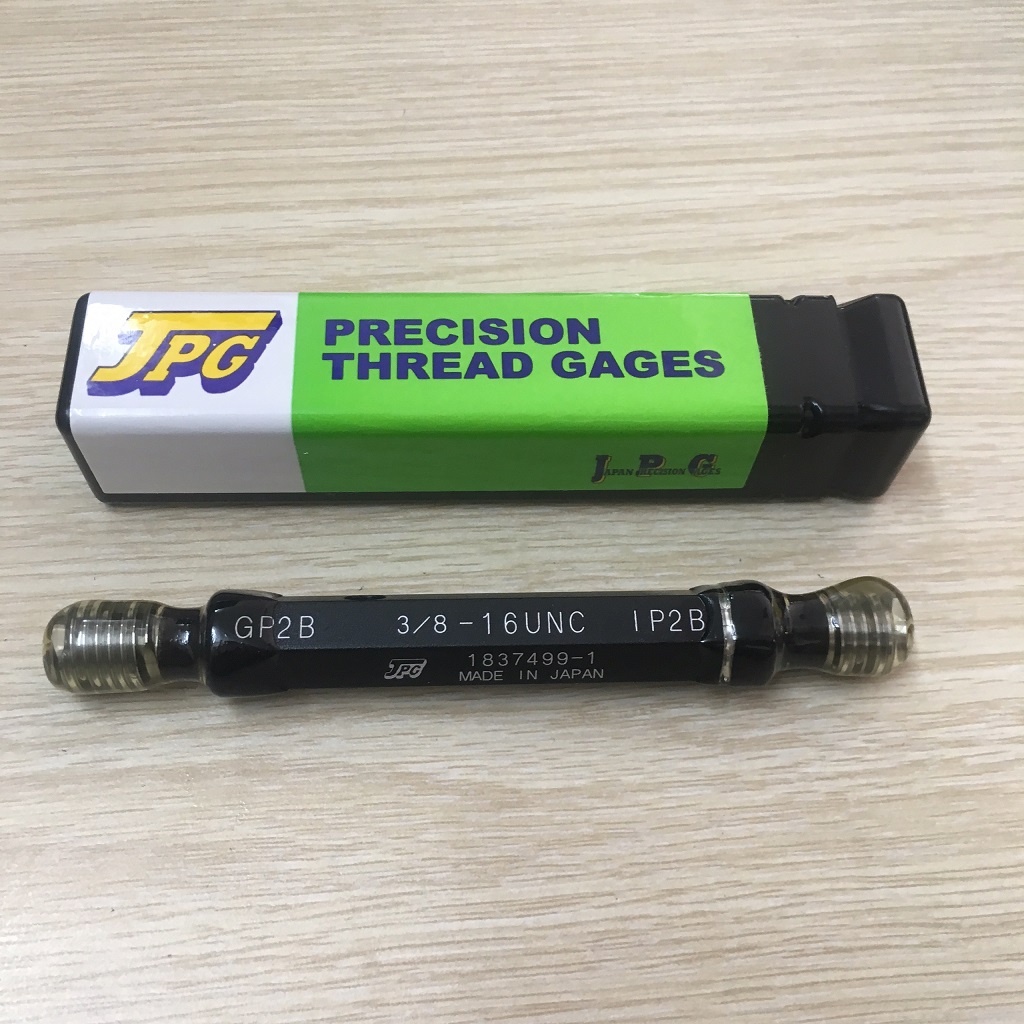 JPG
PRECISION
THREAD GAGES
JAPAN PRECISION GAGES
GP2B 3/8-16UNC IP2B
JPG 1837499-1
MADE IN JAPAN